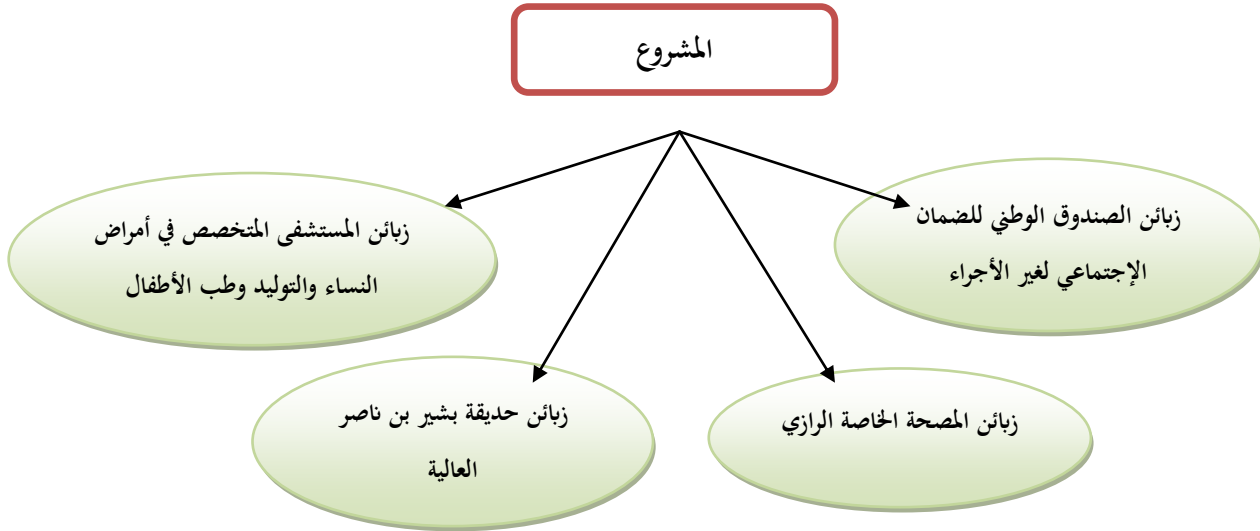 المشروع
زبائن الصندوق الوطني للضمان
الإجتماعي لغير الأجراء
زبائن المستشفى المتخصص في أمراض
النساء والتوليد وطب الأطفال
زبائن المصحة الخاصة الرازي
زبائن حديقة بشير بن ناصر
العالية